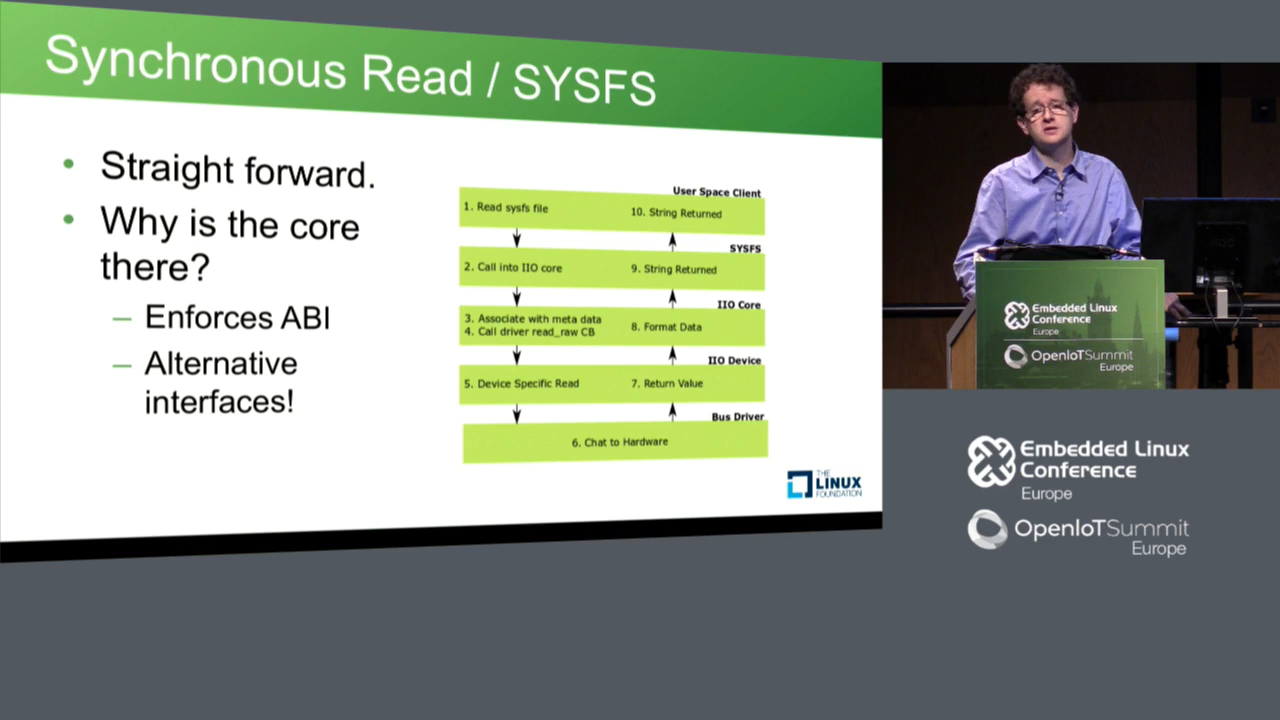 Synchronous Read / SYSFS
• Straight forward.
• Why is the core
there?
– Enforces ABI
– Alternative
interfaces!
User Space Client
1. Read sysfs file
10. String Returned
SYSFS
2. Call into IIO core
9. String Returned
IIO Core
3. Associate with meta data
4. Call driver read_raw CB
8. Format Data
IIO Device
5. Device Specific Read
7. Return Value
Bus Driver
6. Chat to Hardware
THE
LINUX
FOUNDATION
Embedded Linux
Conference
Europe
OpenIoTSummit
Europe
Embedded Linux
Conference
Europe
OpenIoTSummit
Europe